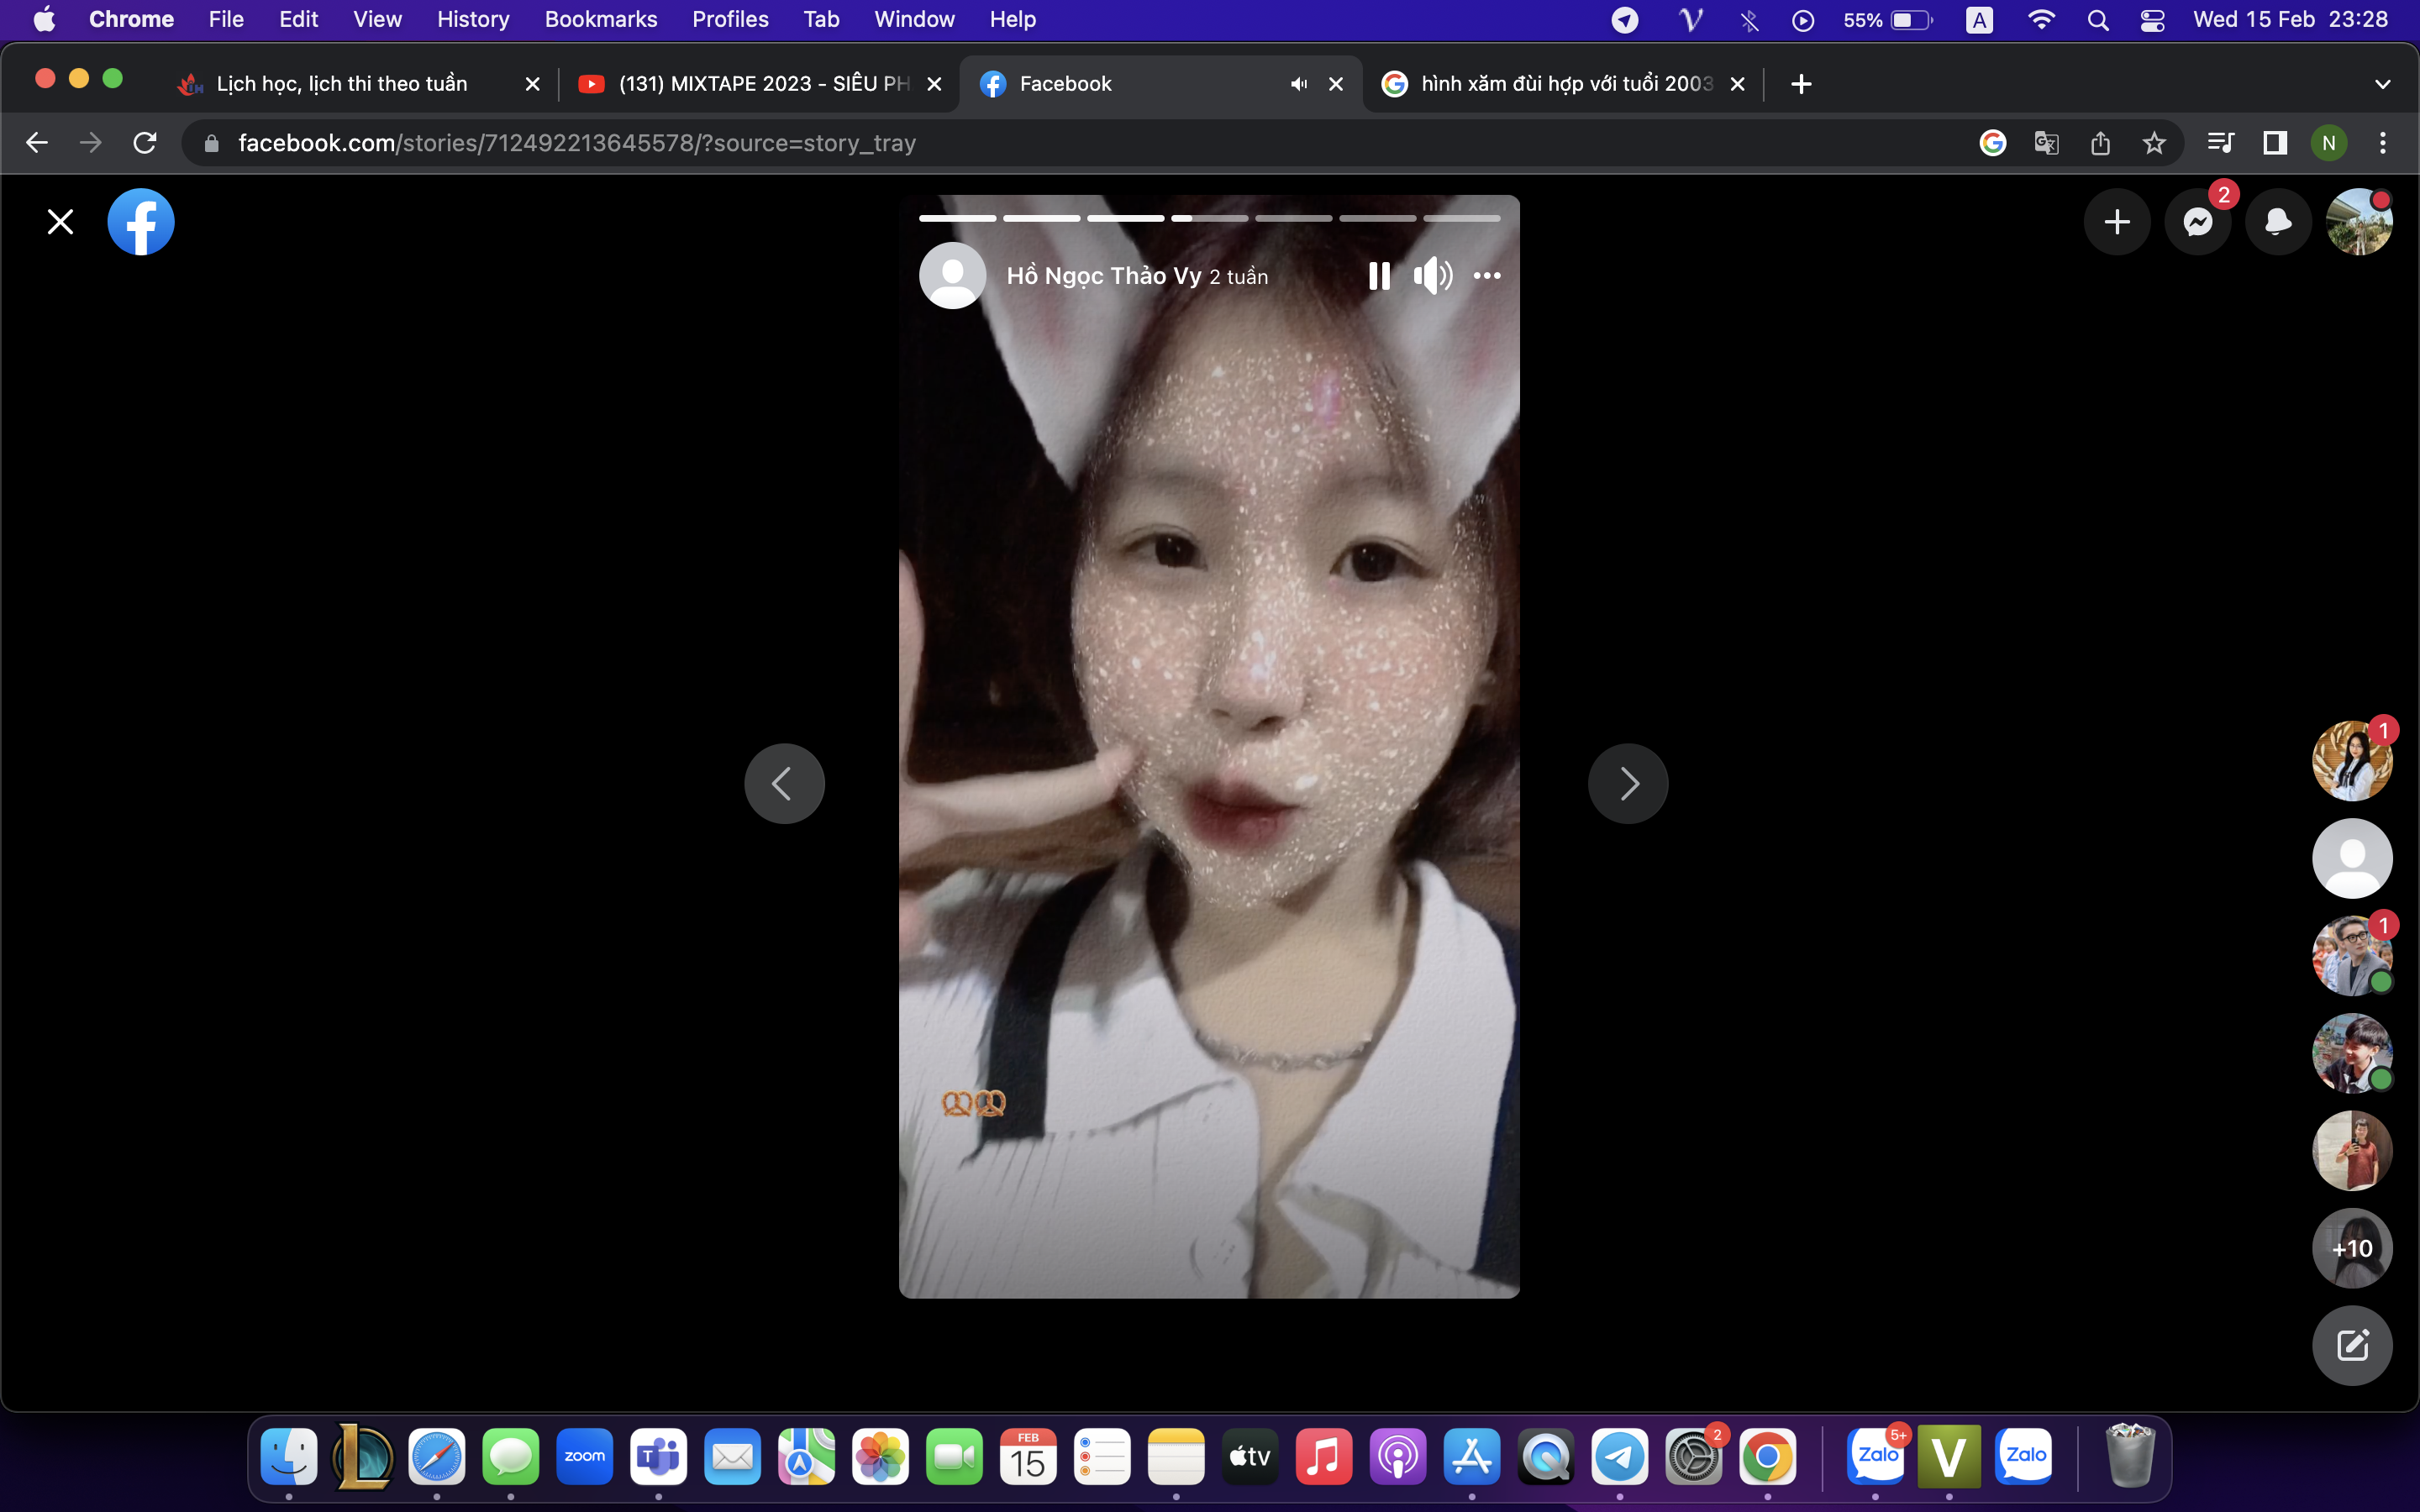 Chrome File Edit View History Bookmarks Profiles Tab Window Help 55% A Wed 15 Feb 23:28
Lịch học, lịch thi theo tuần (131) MIXTAPE 2023 - SIÊU PH Facebook hình xăm đùi hợp với tuổi 2003
facebook.com/stories/712492213645578/?source=story_tray N
2
Hồ Ngọc Thảo Vy 2 tuần
1
1
+10
FEB
15
zoom
T
tv
2
5+
Zalo
V
Zalo